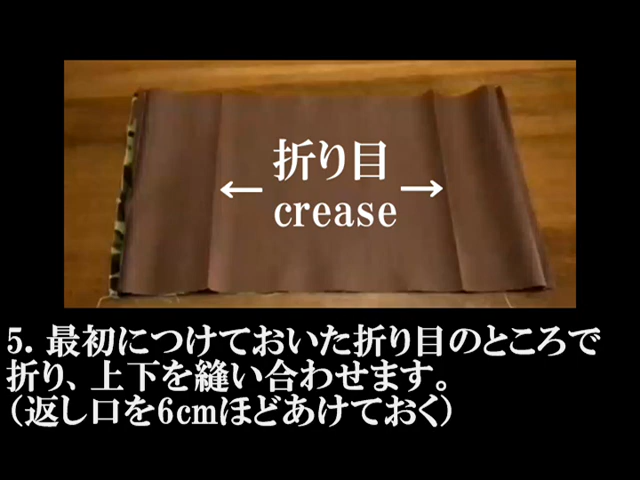 折り目
← →
crease
5．最初につけておいた折り目のところで
折り、上下を縫い合わせます。
（返し口を6cmほどあけておく）